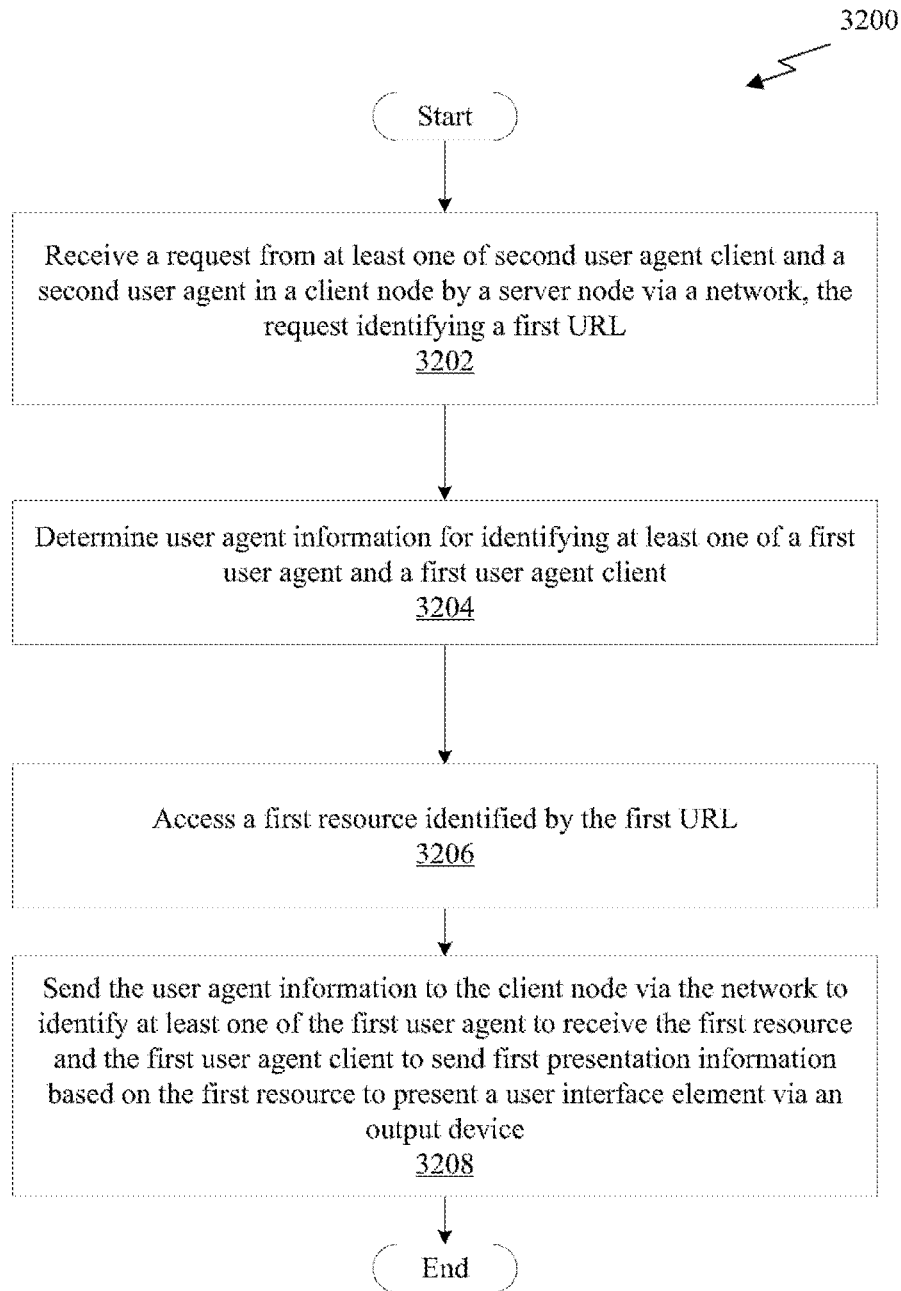 3200
Start
Receive a request from at least one of second user agent client and a
second user agent in a client node by a server node via a network, the
request identifying a first URL
3202
Determine user agent information for identifying at least one of a first
user agent and a first user agent client
3204
Access a first resource identified by the first URL
3206
Send the user agent information to the client node via the network to
identify at least one of the first user agent to receive the first resource
and the first user agent client to send first presentation information
based on the first resource to present a user interface element via an
output device
3208
End